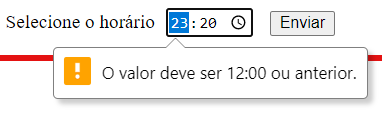 Selecione o horário 23:20 Enviar
O valor deve ser 12:00 ou anterior.